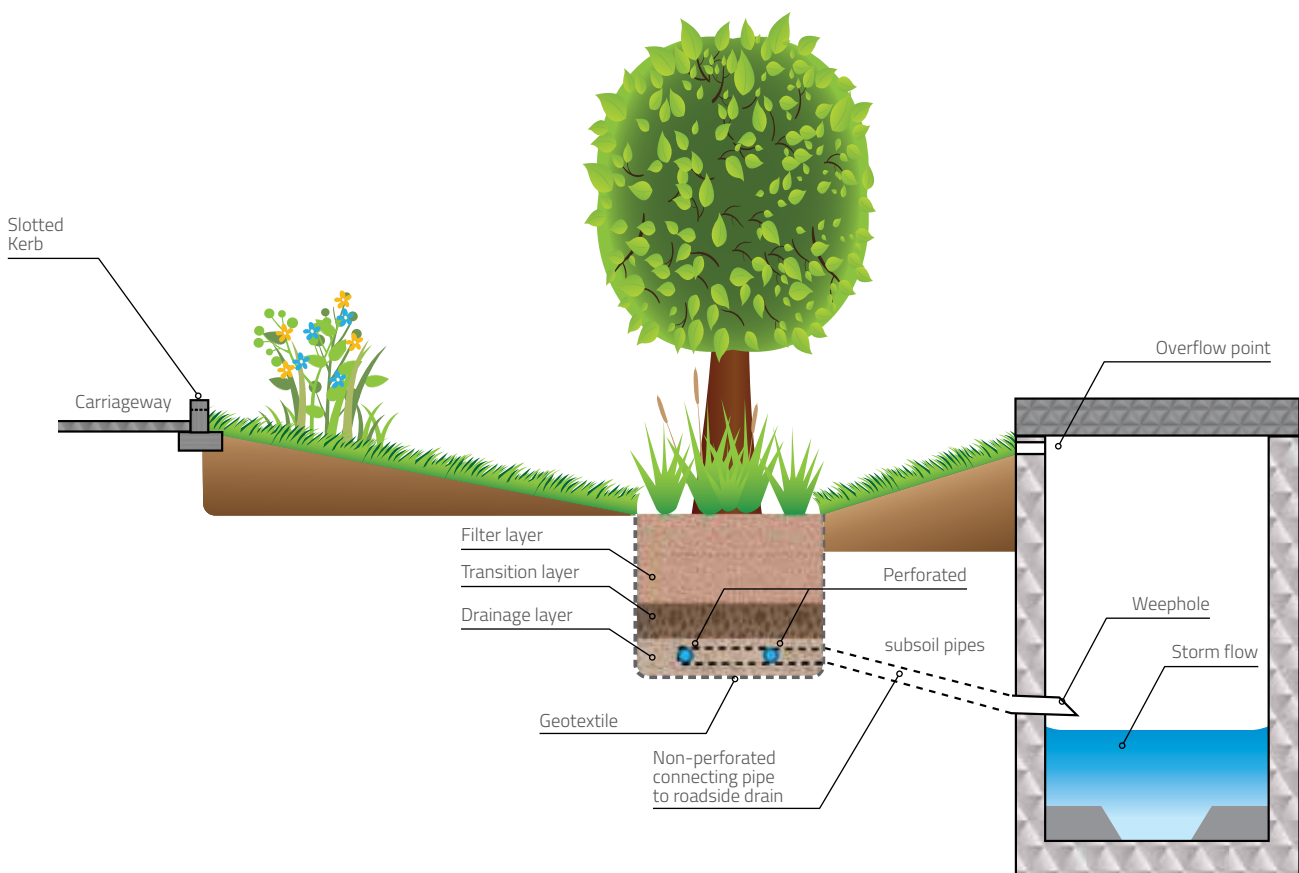 Slotted
Kerb
Carriageway
Overflow point
Filter layer
Transition layer
Perforated
Drainage layer
Weephole
subsoil pipes
Storm flow
Geotextile
Non-perforated
connecting pipe
to roadside drain